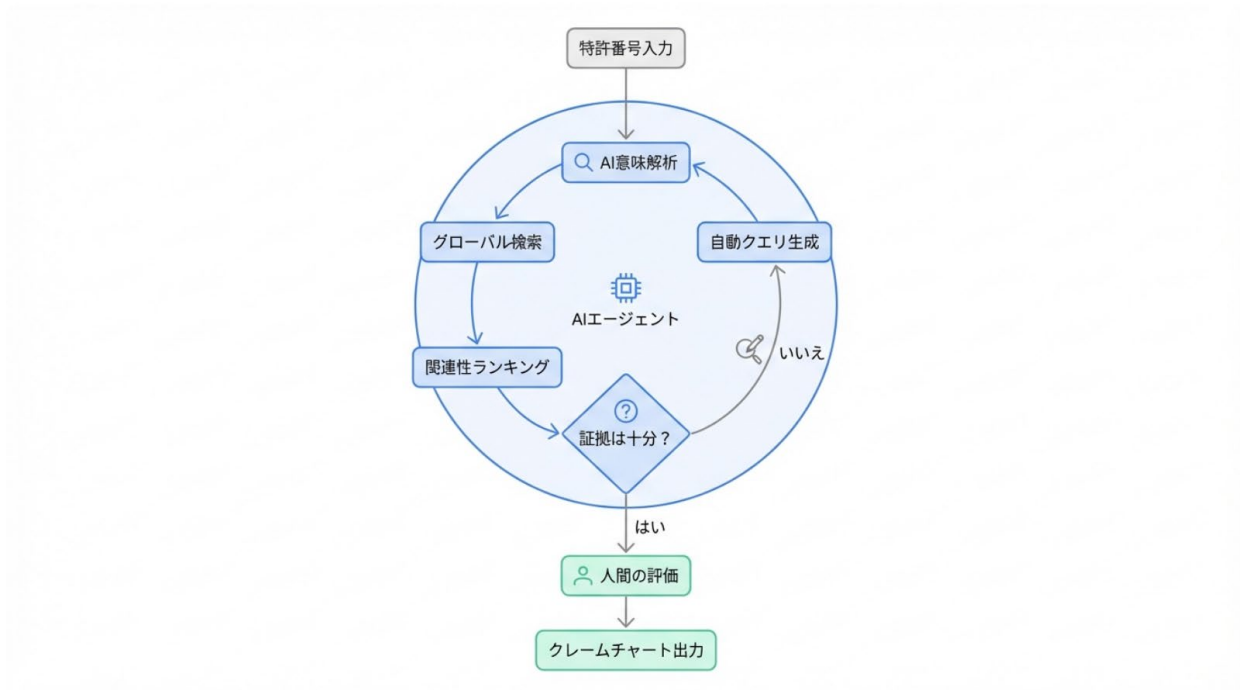 特許番号入力
AI意味解析
グローバル検索
自動クエリ生成
AIエージェント
いいえ
関連性ランキング
証拠は十分？
はい
人間の評価
クレームチャート出力